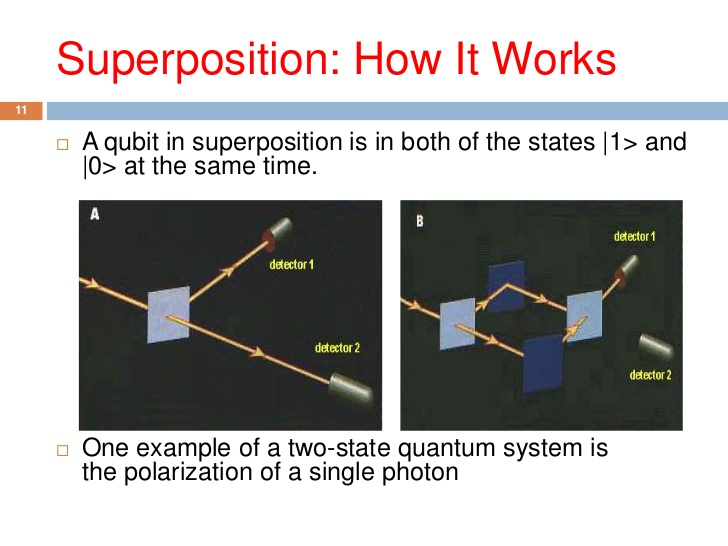 Superposition: How It Works
11
A qubit in superposition is in both of the states |1> and
|0> at the same time.
A
detector 1
detector 2
B
detector 1
detector 2
One example of a two-state quantum system is
the polarization of a single photon